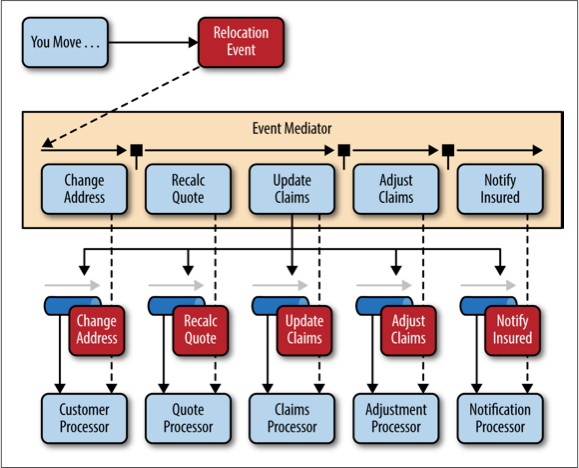 You Move . . .
Relocation
Event
Event Mediator
Change
Address
Recalc
Quote
Update
Claims
Adjust
Claims
Notify
Insured
Change
Address
Recalc
Quote
Update
Claims
Adjust
Claims
Notify
Insured
Customer
Processor
Quote
Processor
Claims
Processor
Adjustment
Processor
Notification
Processor